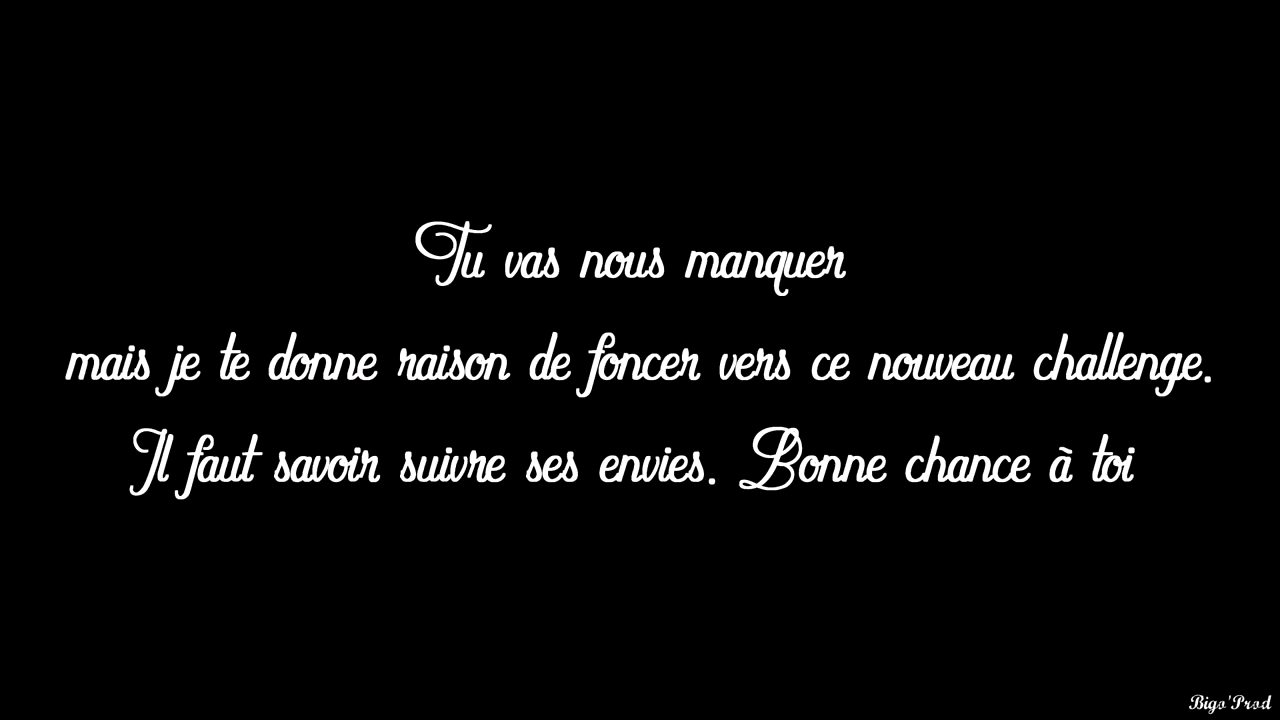 Tu vas nous manquer
mais je te donne raison de foncer vers ce nouveau challenge.
Il faut savoir suivre ses envies. Bonne chance à toi
Bigo'Prod